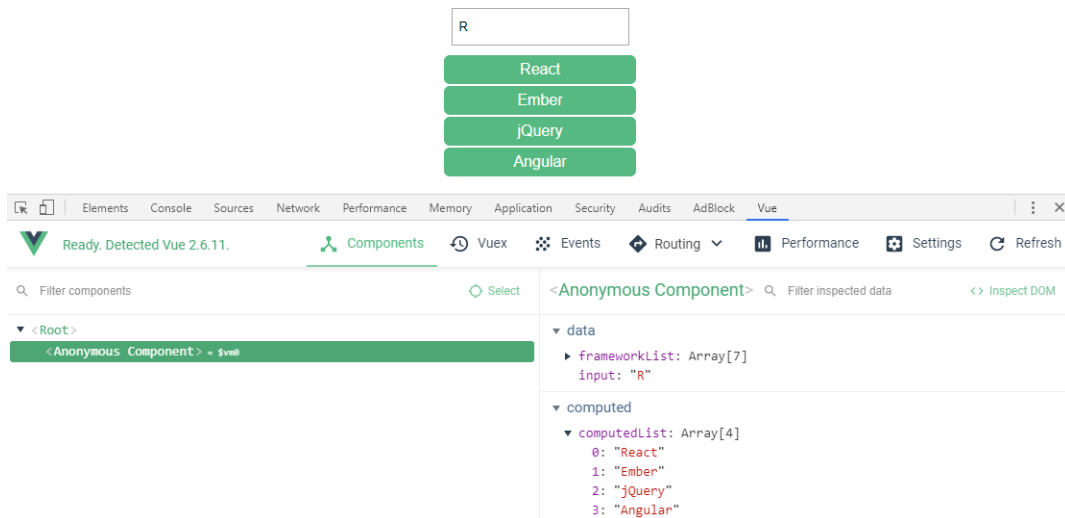 R
React
Ember
jQuery
Angular
Elements Console Sources Network Performance Memory Application Security Audits AdBlock Vue
Ready. Detected Vue 2.6.11. Components Vuex Events Routing Performance Settings Refresh
Filter components Select <Anonymous Component> Filter inspected data <> Inspect DOM
<Root>
<Anonymous Component> = $vm0
data
frameworkList: Array[7]
input: "R"
computed
computedList: Array[4]
0: "React"
1: "Ember"
2: "jQuery"
3: "Angular"